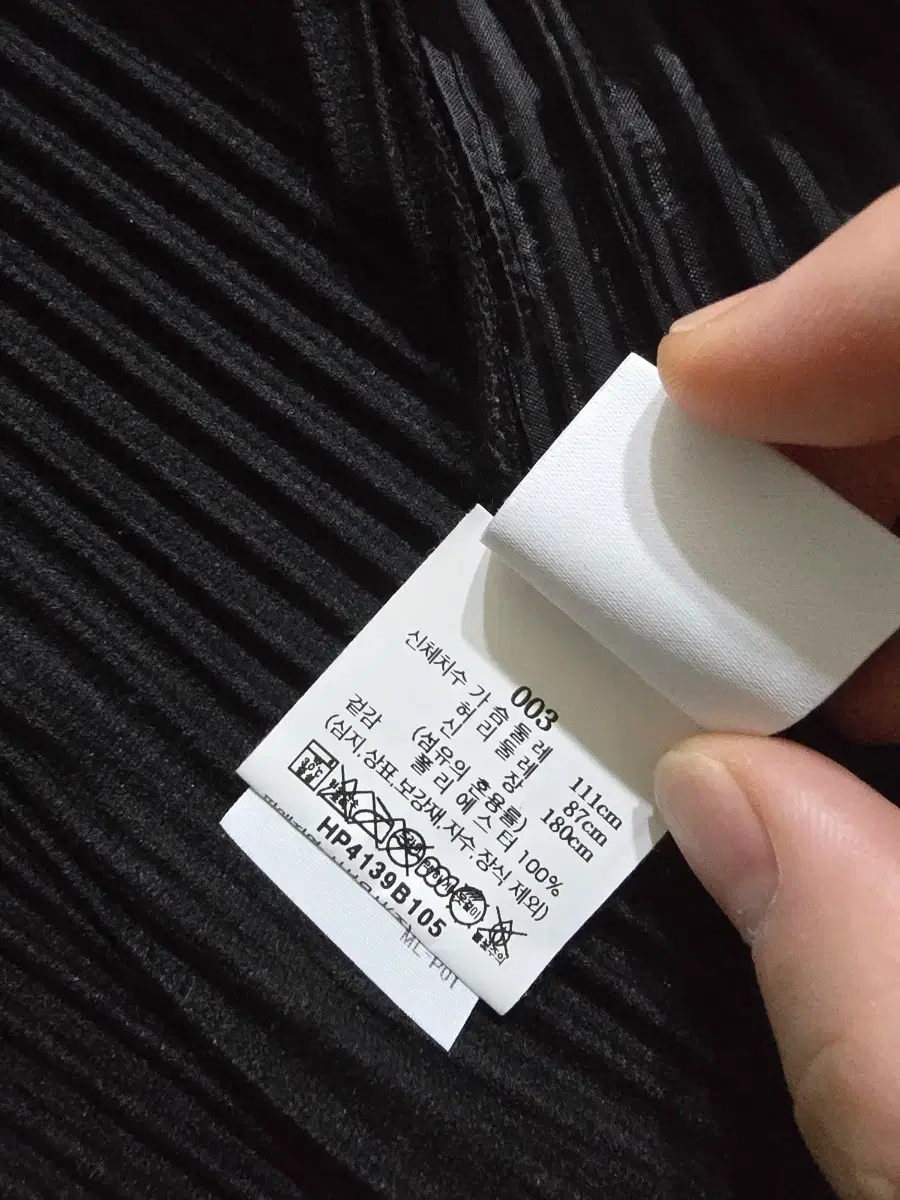 003
신체치수 가슴둘레 111cm
허리둘레 87cm
신장 180cm
(섬유의 혼용률)
겉감 폴리에스터 100%
(심지,상표,보강재,자수.장식 제외)
HP4139B105
ML-P01